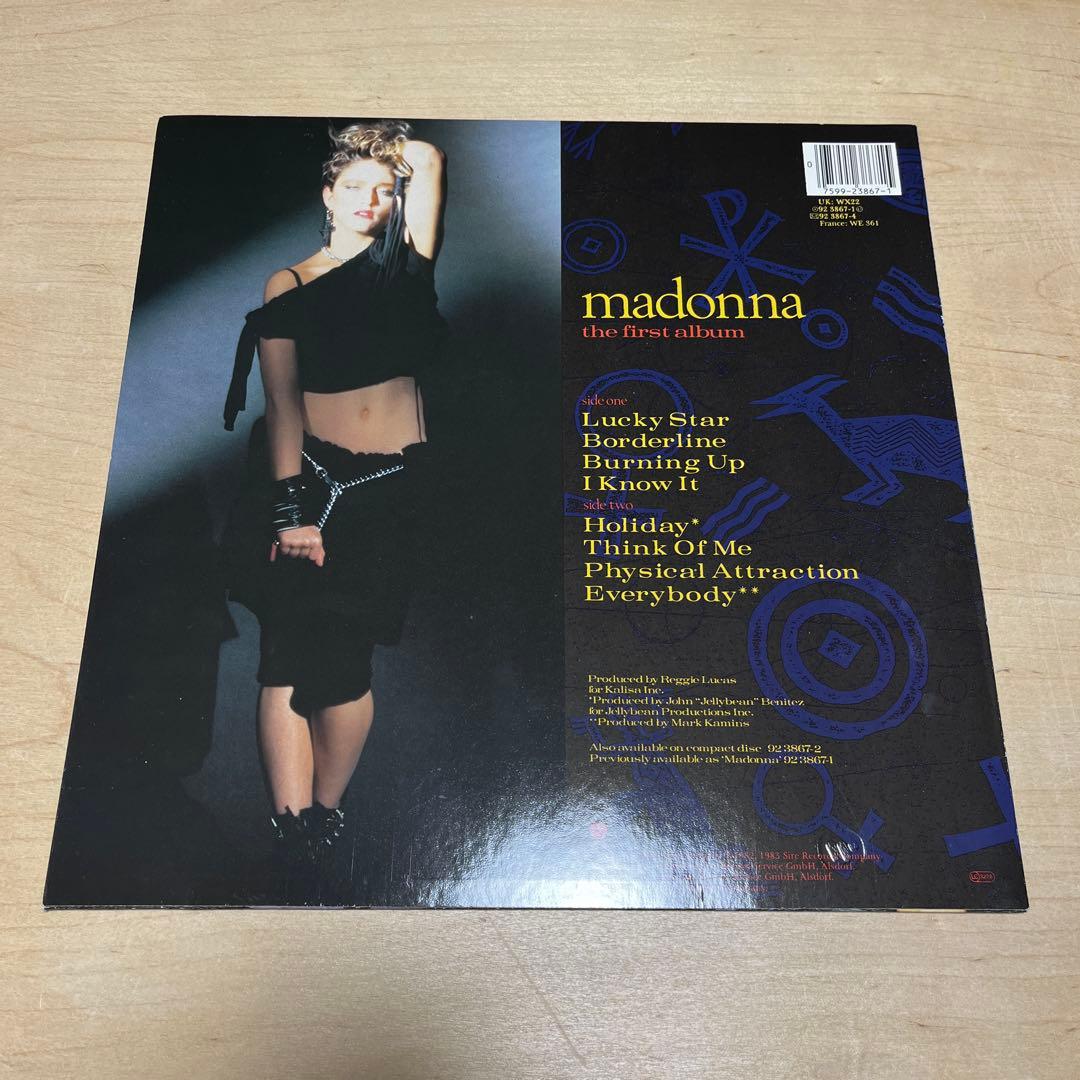 0
7599-23867-1
UK: WX22
92 3867-1
92 3867-4
France: WE 361
madonna
the first album
side one
Lucky Star
Borderline
Burning Up
I Know It
side two
Holiday*
Think Of Me
Physical Attraction
Everybody**
Produced by Reggie Lucas
for Kalisa Inc.
*Produced by John "Jellybean" Benitez
for Jellybean Productions Inc.
**Produced by Mark Kamins
Also available on compact disc 92 3867-2
Previously available as 'Madonna' 92 3867-1
1983 Sire Record Company
Service GmbH, Alsdorf.
GmbH, Alsdorf.